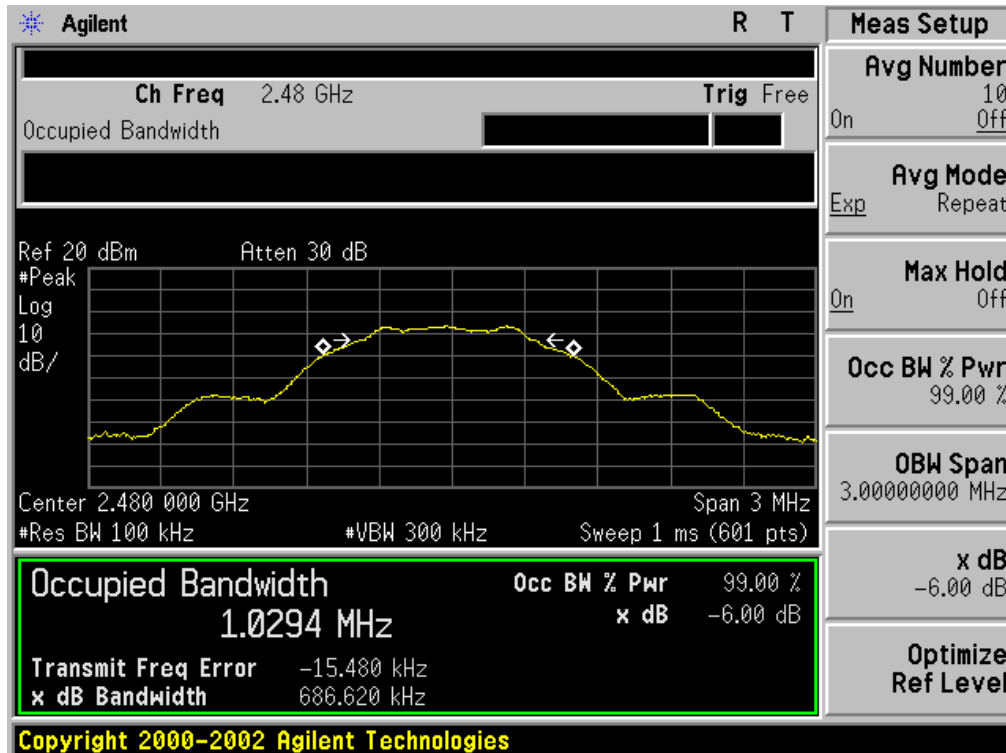 Agilent R T
Ch Freq 2.48 GHz Trig Free
Occupied Bandwidth
Ref 20 dBm Atten 30 dB
#Peak
Log
10
dB/
Center 2.480 000 GHz Span 3 MHz
#Res BW 100 kHz #VBW 300 kHz Sweep 1 ms (601 pts)
Occupied Bandwidth
1.0294 MHz
Occ BW % Pwr 99.00 %
x dB -6.00 dB
Transmit Freq Error -15.480 kHz
x dB Bandwidth 686.620 kHz
Copyright 2000-2002 Agilent Technologies
Meas Setup
Avg Number
10
On Off
Avg Mode
Exp Repeat
Max Hold
On Off
Occ BW % Pwr
99.00 %
OBW Span
3.00000000 MHz
x dB
-6.00 dB
Optimize
Ref Level